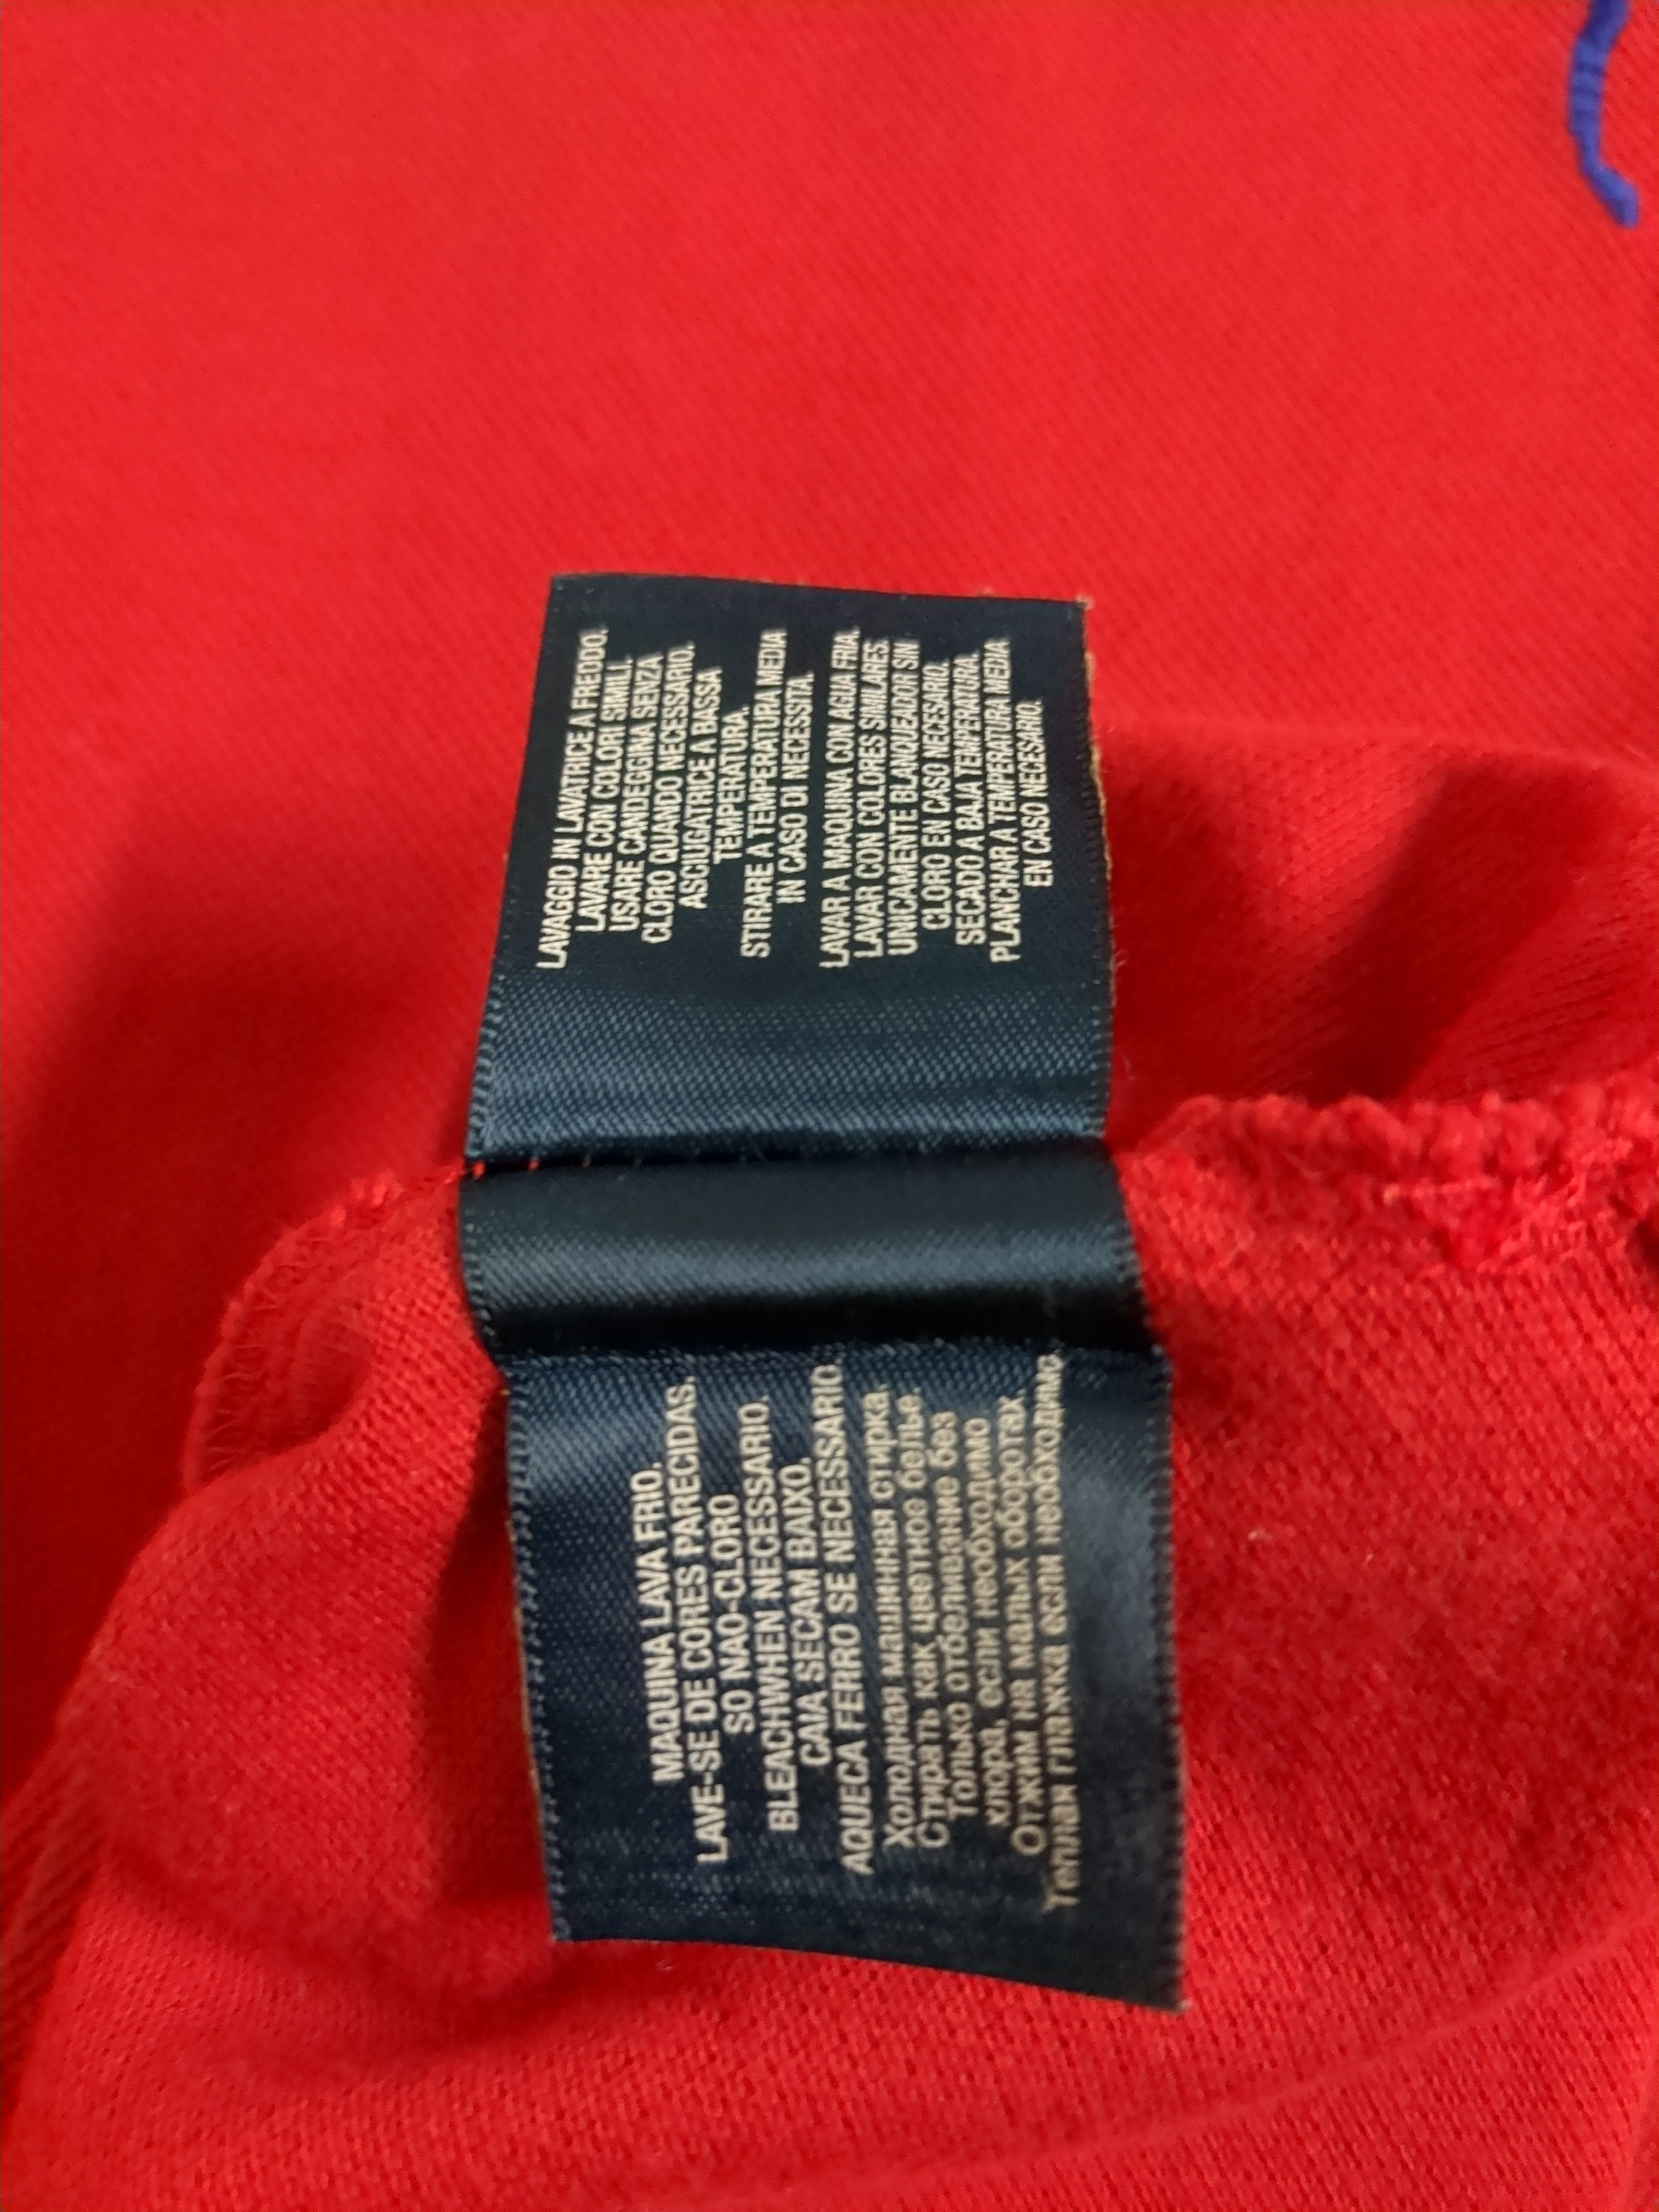 LAVAGGIO IN LAVATRICE A FREDDO.
LAVARE CON COLORI SIMILI.
USARE CANDEGGINA SENZA
CLORO QUANDO NECESSARIO.
ASCIUGATRICE A BASSA
TEMPERATURA.
STIRARE A TEMPERATURA MEDIA
IN CASO DI NECESSITA.
LAVAR A MAQUINA CON AGUA FRIA.
LAVAR CON COLORES SIMILARES.
UNICAMENTE BLANQUEADOR SIN
CLORO EN CASO NECESARIO.
SECADO A BAJA TEMPERATURA.
PLANCHAR A TEMPERATURA MEDIA
EN CASO NECESARIO.
MAQUINA LAVA FRIO.
LAVE-SE DE CORES PARECIDAS.
SO NAO-CLORO
BLEACHWHEN NECESSARIO.
CAIA SECAM BAIXO.
AQUECA FERRO SE NECESSARIO.
Холодная машинная стирка.
Стирать как цветное белье.
Только отбеливание без
хлора, если необходимо
Отжим на малых оборотах
Теплая глажка если необходимо.